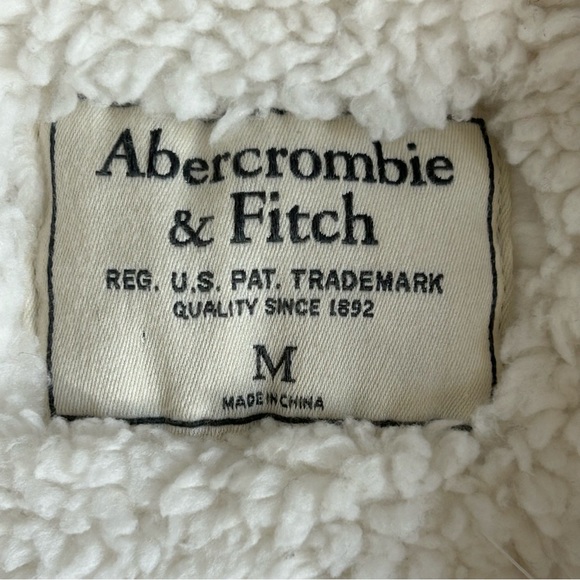 Abercrombie
& Fitch
REG. U.S. PAT. TRADEMARK
QUALITY SINCE 1892
M
MADE IN CHINA